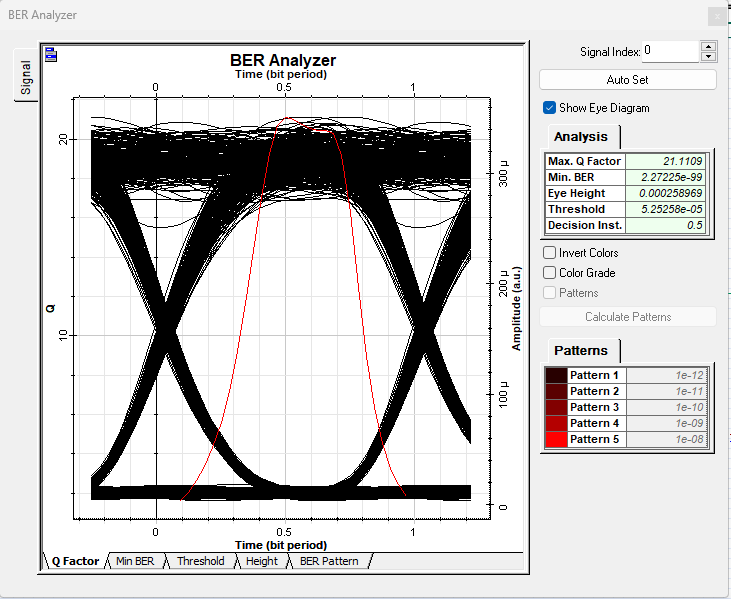 BER Analyzer
x
Signal
BER Analyzer
Time (bit period)
0 0.5 1
20
10
Q
300 µ
200 µ
100 µ
0
Amplitude (a.u.)
0 0.5 1
Time (bit period)
Q Factor Min BER Threshold Height BER Pattern
Signal Index: 0
Auto Set
Show Eye Diagram
Analysis
Max. Q Factor 21.1109
Min. BER 2.27225e-99
Eye Height 0.000258969
Threshold 5.25258e-05
Decision Inst. 0.5
Invert Colors
Color Grade
Patterns
Calculate Patterns
Patterns
Pattern 1 1e-12
Pattern 2 1e-11
Pattern 3 1e-10
Pattern 4 1e-09
Pattern 5 1e-08